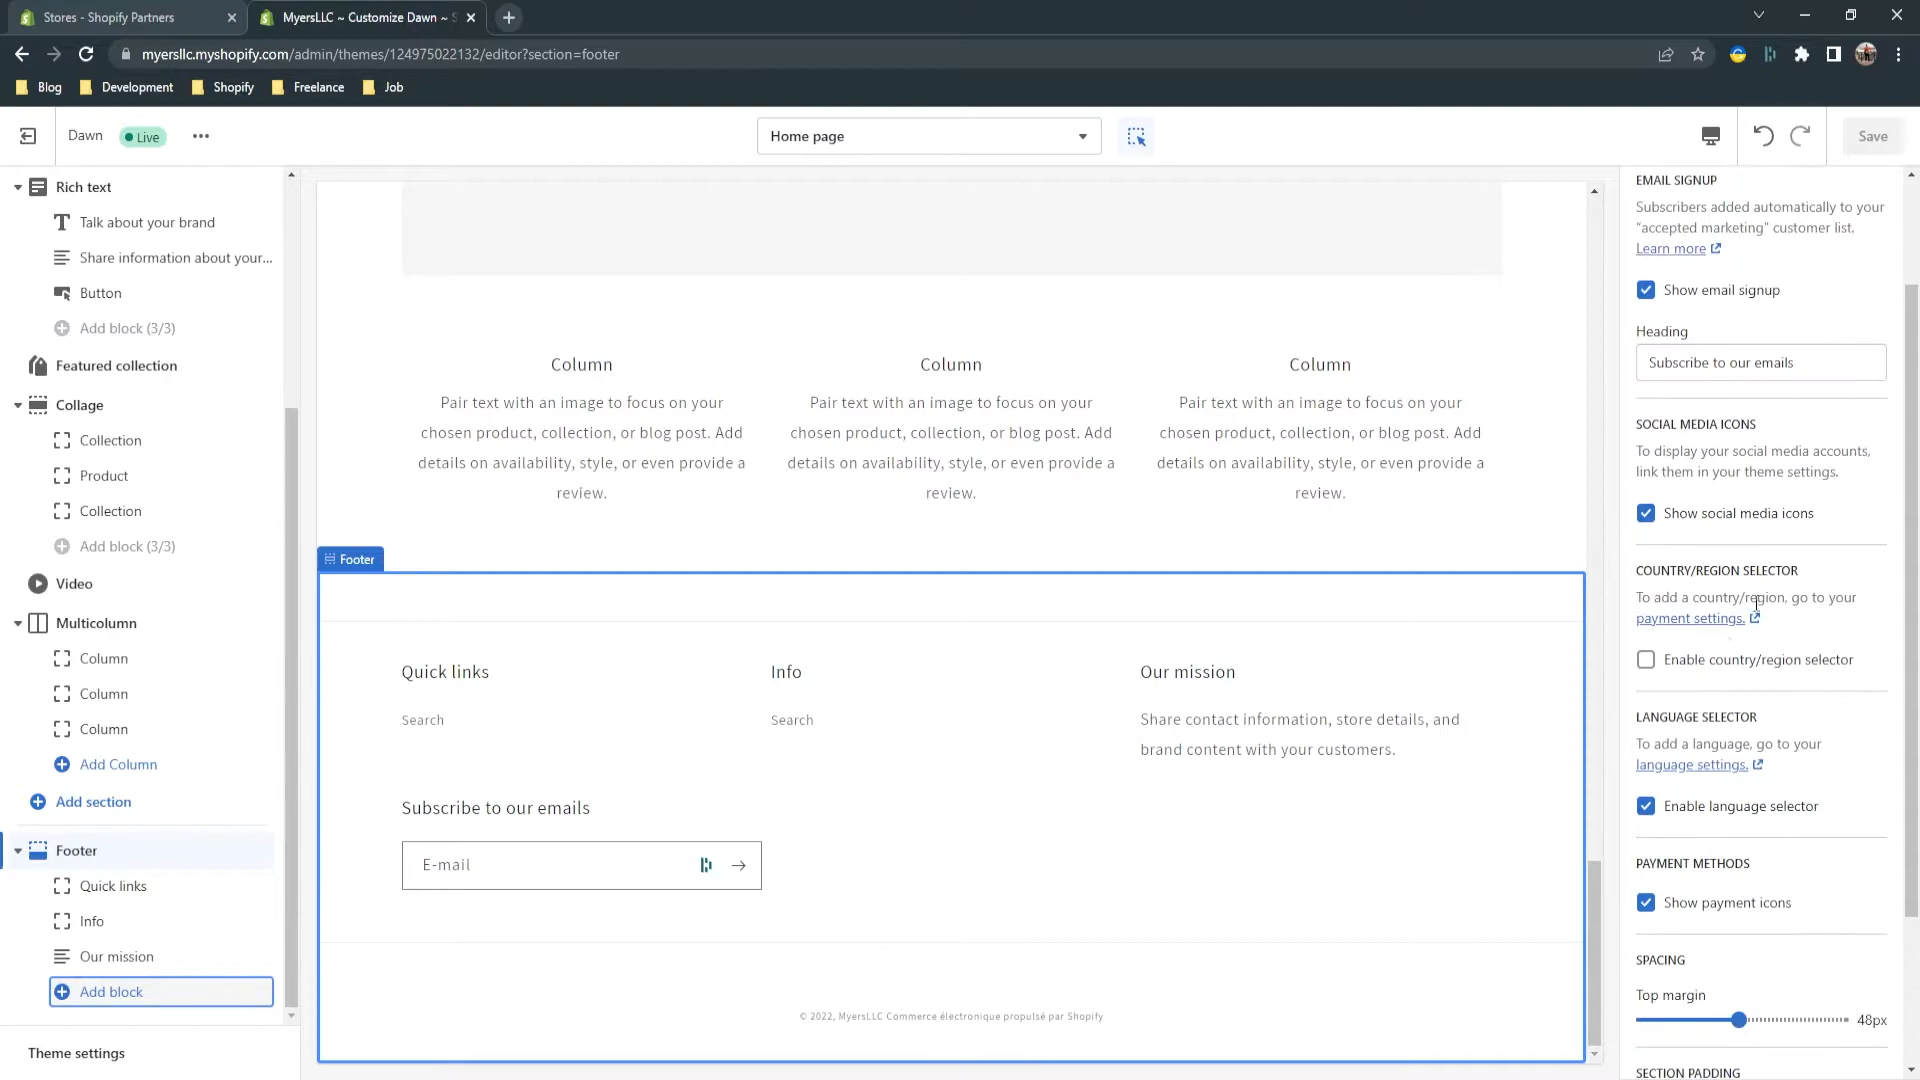 Stores - Shopify Partners
MyersLLC ~ Customize Dawn ~ S
myersllc.myshopify.com/admin/themes/124975022132/editor?section=footer
Blog
Development
Shopify
Freelance
Job
Dawn
Live
Home page
Save
Rich text
Talk about your brand
Share information about your...
Button
Add block (3/3)
Featured collection
Collage
Collection
Product
Collection
Add block (3/3)
Video
Multicolumn
Column
Column
Column
Add Column
Add section
Footer
Quick links
Info
Our mission
Add block
Theme settings
Column
Pair text with an image to focus on your
chosen product, collection, or blog post. Add
details on availability, style, or even provide a
review.
Column
Pair text with an image to focus on your
chosen product, collection, or blog post. Add
details on availability, style, or even provide a
review.
Column
Pair text with an image to focus on your
chosen product, collection, or blog post. Add
details on availability, style, or even provide a
review.
Footer
Quick links
Search
Info
Search
Our mission
Share contact information, store details, and
brand content with your customers.
Subscribe to our emails
E-mail
© 2022, MyersLLC Commerce électronique propulsé par Shopify
EMAIL SIGNUP
Subscribers added automatically to your
“accepted marketing” customer list.
Learn more
Show email signup
Heading
Subscribe to our emails
SOCIAL MEDIA ICONS
To display your social media accounts,
link them in your theme settings.
Show social media icons
COUNTRY/REGION SELECTOR
To add a country/region, go to your
payment settings.
Enable country/region selector
LANGUAGE SELECTOR
To add a language, go to your
language settings.
Enable language selector
PAYMENT METHODS
Show payment icons
SPACING
Top margin
48px
SECTION PADDING